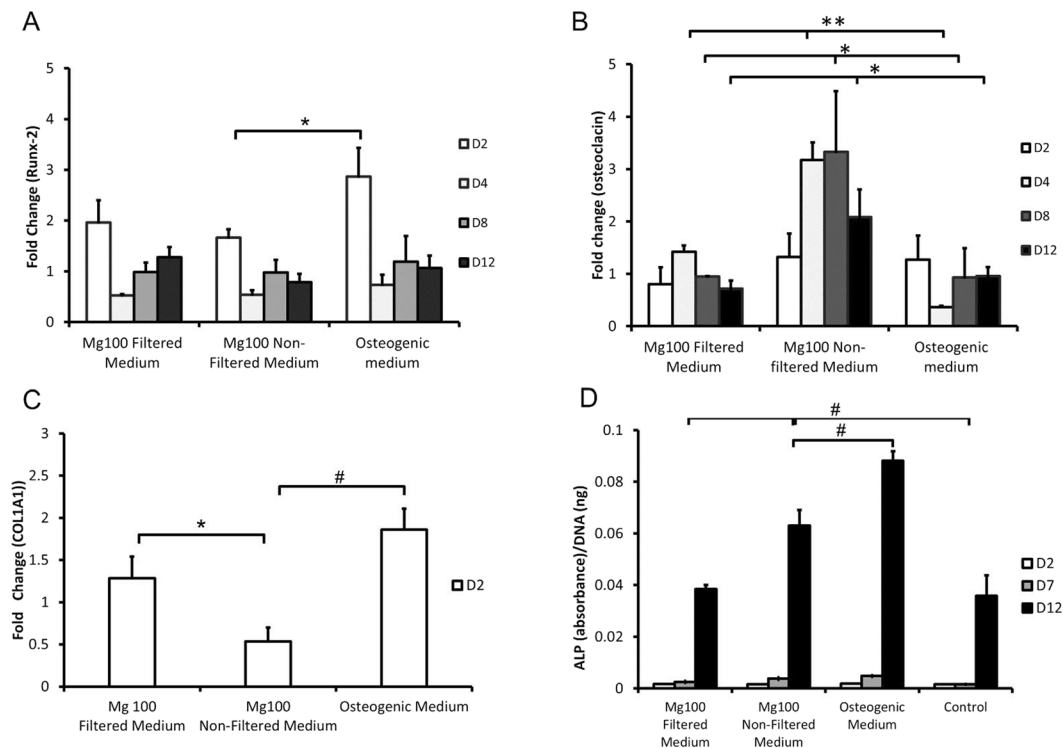 A
Fold Change (Runx-2)
5
4
3
2
1
0
*
D2
D4
D8
D12
Mg100 Filtered
Medium
Mg100 Non-
Filtered Medium
Osteogenic
medium
B
Fold change (osteoclacin)
5
4
3
2
1
0
**
*
*
D2
D4
D8
D12
Mg100 Filtered
Medium
Mg100 Non-
filtered Medium
Osteogenic
medium
C
Fold Change (COL1A1))
3
2.5
2
1.5
1
0.5
0
*
#
D2
Mg 100
Filtered Medium
Mg100
Non-Filtered Medium
Osteogenic Medium
D
ALP (absorbance)/DNA (ng)
0.1
0.08
0.06
0.04
0.02
0
#
#
D2
D7
D12
Mg100
Filtered
Medium
Mg100
Non-Filtered
Medium
Osteogenic
Medium
Control